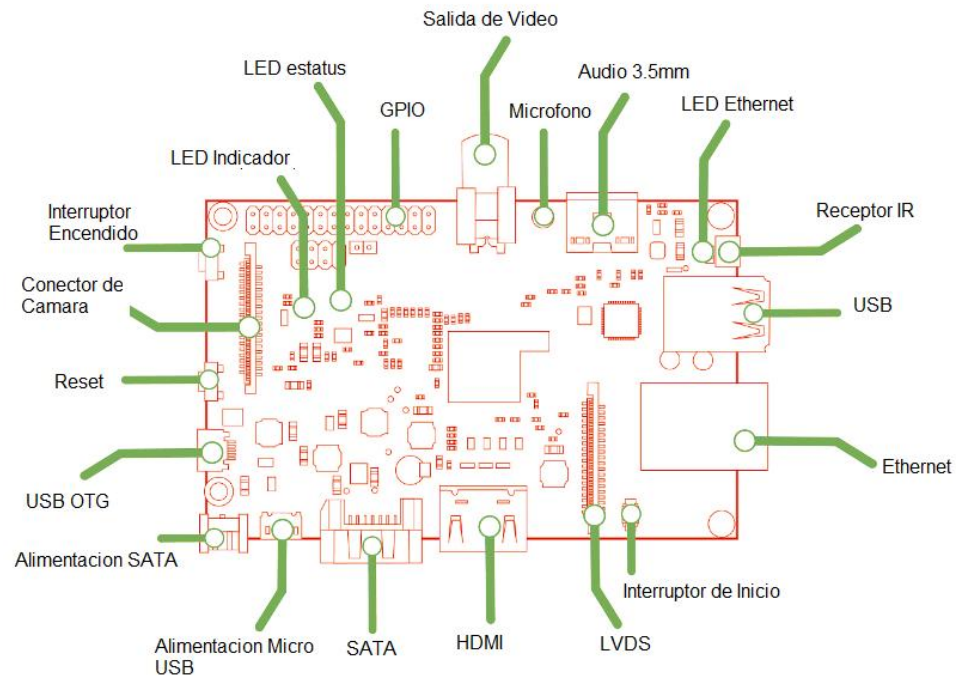 Salida de Video
LED estatus
Audio 3.5mm
GPIO
Microfono
LED Ethernet
LED Indicador
Interruptor
Encendido
Receptor IR
Conector de
Camara
USB
Reset
Ethernet
USB OTG
Alimentacion SATA
Interruptor de Inicio
Alimentacion Micro
USB
SATA
HDMI
LVDS